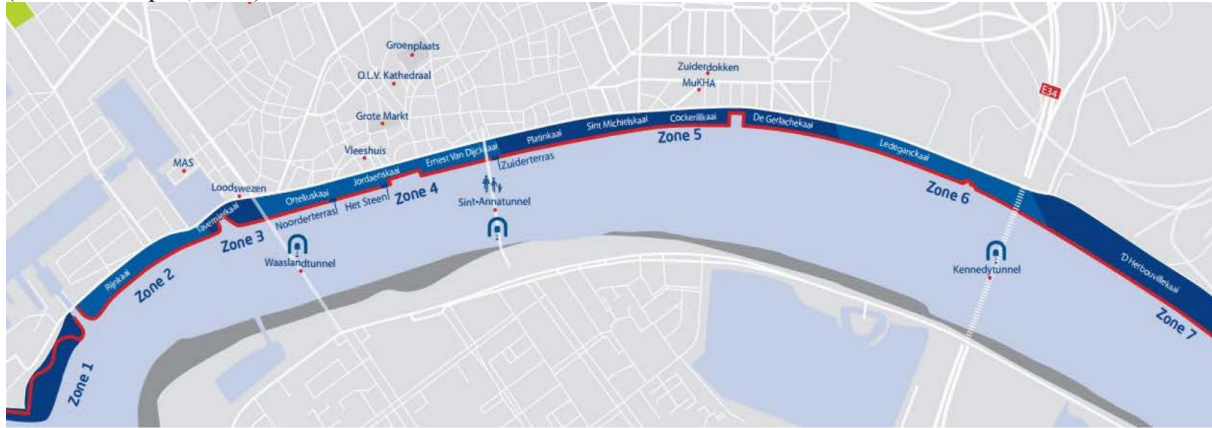 Groenplaats
O.L.V. Kathedraal
Grote Markt
Vleeshuis
MAS
Loodswezen
Zuiderdokken
MuKHA
E34
Rijnkaai
Tavernierkaai
Orteliuskaai
Jordaenskaai
Ernest Van Dijckkaai
Platinkaai
Sint Michielskaai
Cockerillkaai
De Gerlachekaai
Ledeganckkaai
'D Herbouvillekaai
Noorderterras
Het Steen
Zuiderterras
Zone 1
Zone 2
Zone 3
Zone 4
Zone 5
Zone 6
Zone 7
Waaslandtunnel
Sint-Annatunnel
Kennedytunnel